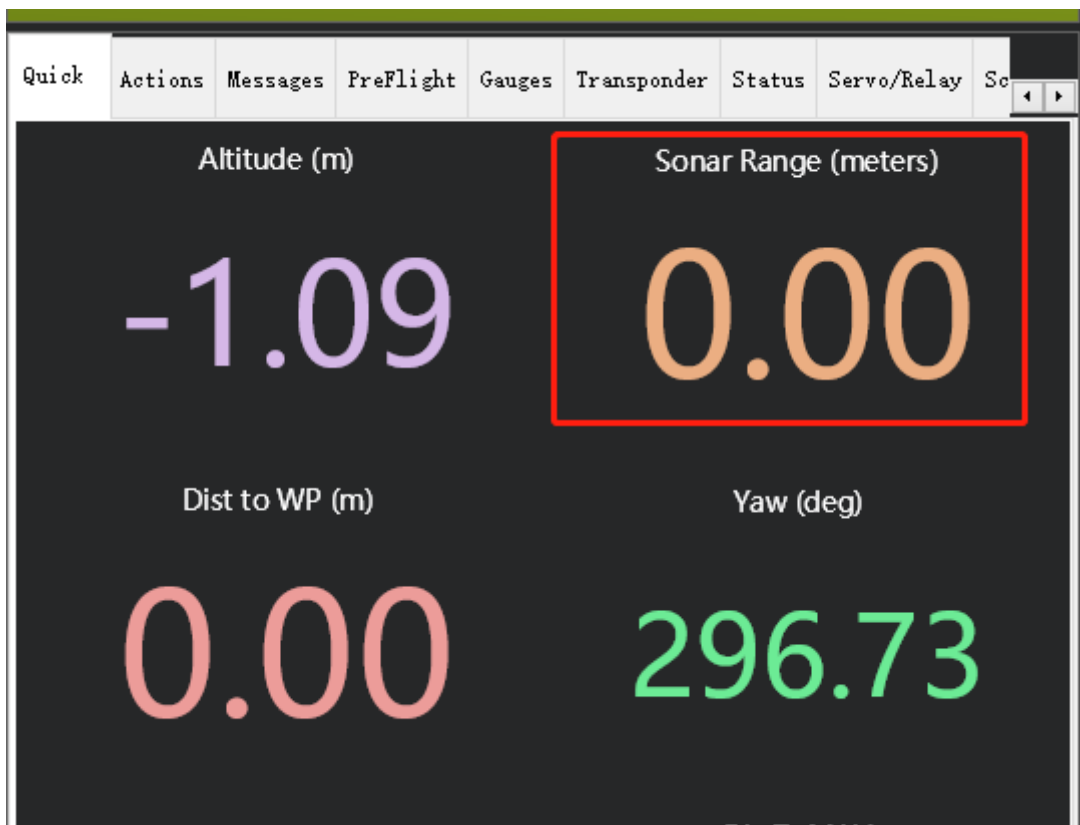 Quick Actions Messages PreFlight Gauges Transponder Status Servo/Relay Sc
Altitude (m) Sonar Range (meters)
-1.09 0.00
Dist to WP (m) Yaw (deg)
0.00 296.73